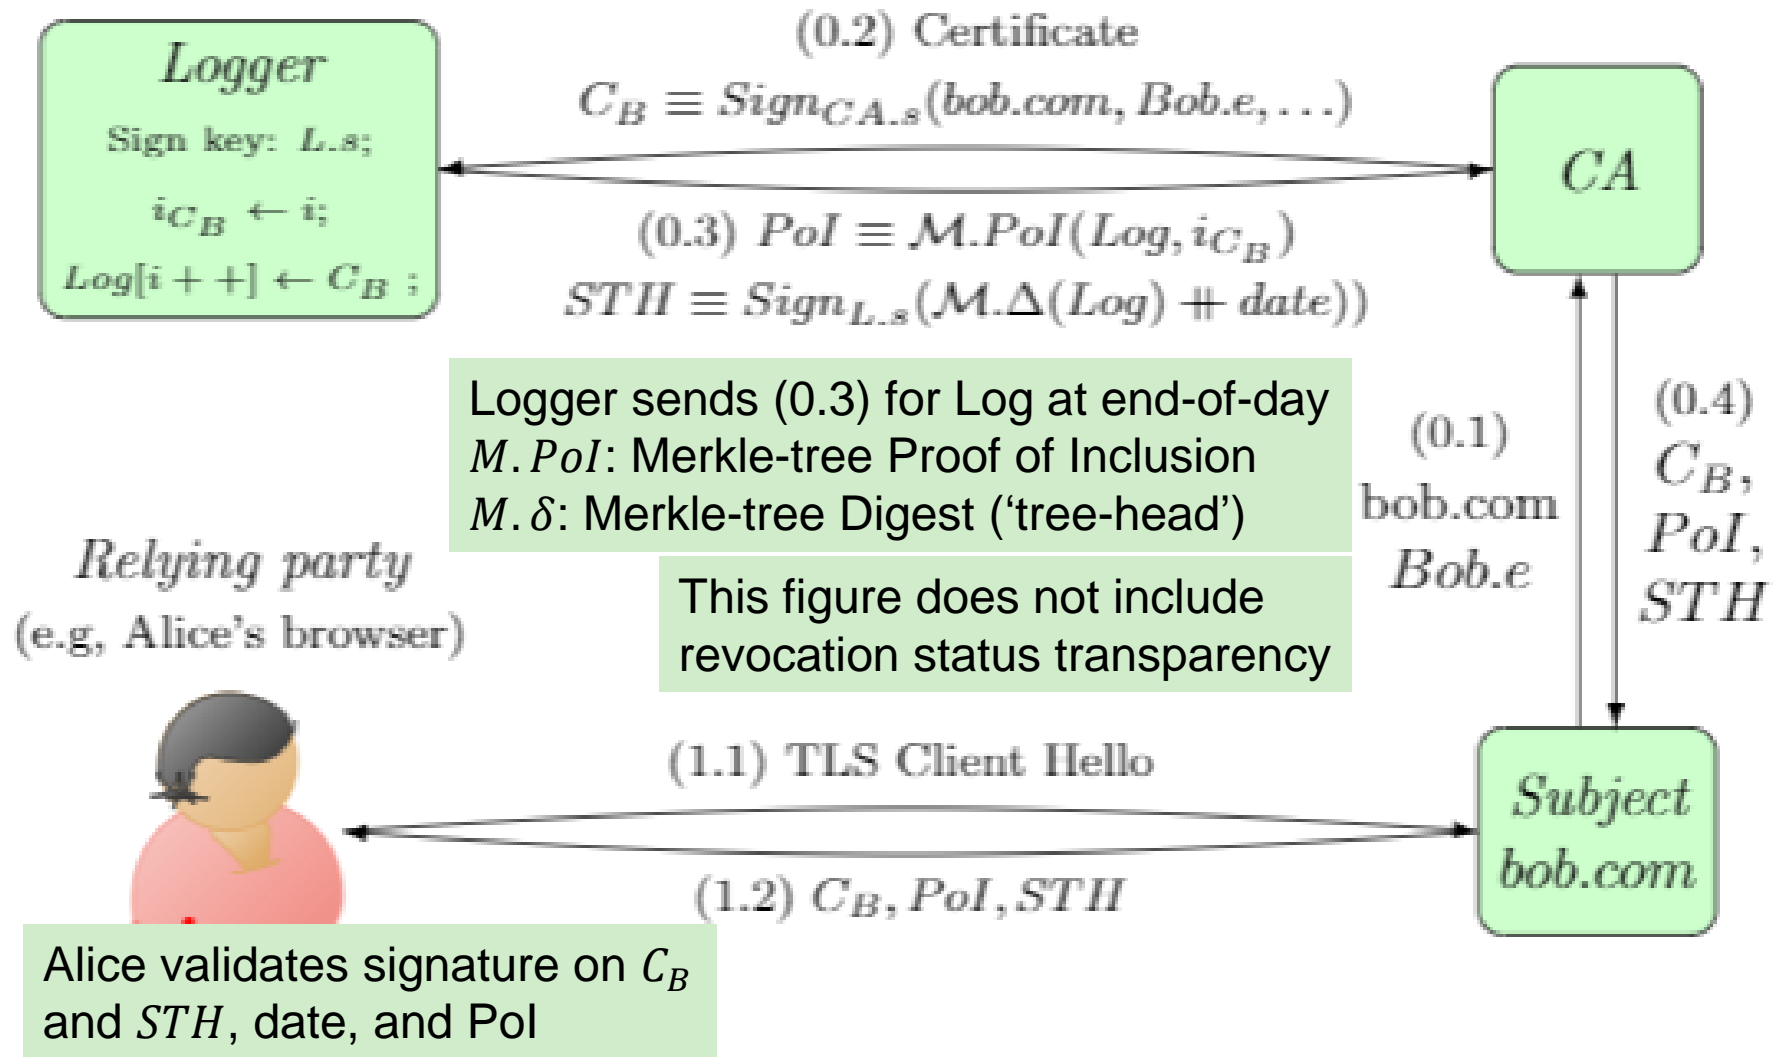 (0.2) Certificate
C_B ≡ Sign_{CA.s}(bob.com, Bob.e, …)
Logger
Sign key: L.s;
i_{C_B} ← i;
Log[i + +] ← C_B ;
CA
(0.3) PoI ≡ M.PoI(Log, i_{C_B})
STH ≡ Sign_{L.s}(M.Δ(Log) ⧺ date))
Logger sends (0.3) for Log at end-of-day
M.PoI: Merkle-tree Proof of Inclusion
M.δ: Merkle-tree Digest (‘tree-head’)
(0.1)
bob.com
Bob.e
(0.4)
C_B,
PoI,
STH
This figure does not include
revocation status transparency
Relying party
(e.g, Alice's browser)
(1.1) TLS Client Hello
(1.2) C_B, PoI, STH
Subject
bob.com
Alice validates signature on C_B
and STH, date, and PoI